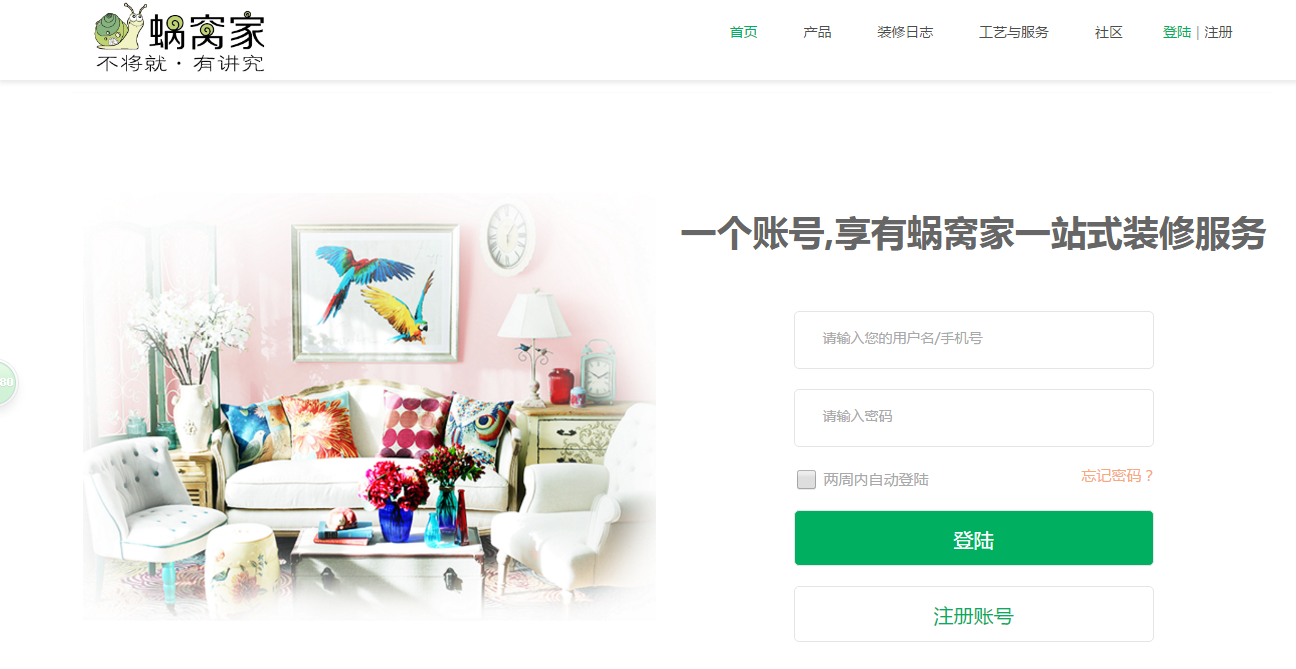 蜗窝家
不将就·有讲究
首页 产品 装修日志 工艺与服务 社区 登陆 | 注册
一个账号,享有蜗窝家一站式装修服务
请输入您的用户名/手机号
请输入密码
80
两周内自动登陆 忘记密码？
登陆
注册账号